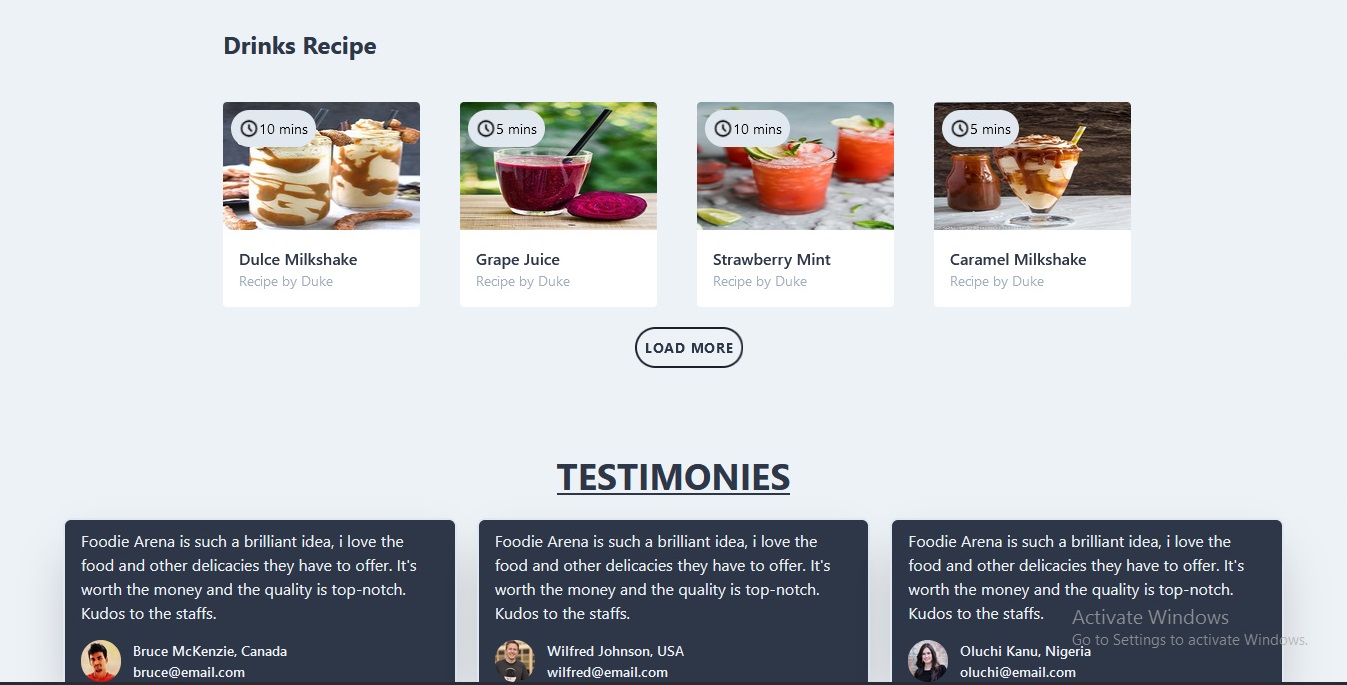 Drinks Recipe
10 mins
5 mins
10 mins
5 mins
Dulce Milkshake
Recipe by Duke
Grape Juice
Recipe by Duke
Strawberry Mint
Recipe by Duke
Caramel Milkshake
Recipe by Duke
LOAD MORE
TESTIMONIES
Foodie Arena is such a brilliant idea, i love the
food and other delicacies they have to offer. It's
worth the money and the quality is top-notch.
Kudos to the staffs.
Bruce McKenzie, Canada
bruce@email.com
Foodie Arena is such a brilliant idea, i love the
food and other delicacies they have to offer. It's
worth the money and the quality is top-notch.
Kudos to the staffs.
Wilfred Johnson, USA
wilfred@email.com
Foodie Arena is such a brilliant idea, i love the
food and other delicacies they have to offer. It's
worth the money and the quality is top-notch.
Kudos to the staffs.
Oluchi Kanu, Nigeria
oluchi@email.com
Activate Windows
Go to Settings to activate Windows.